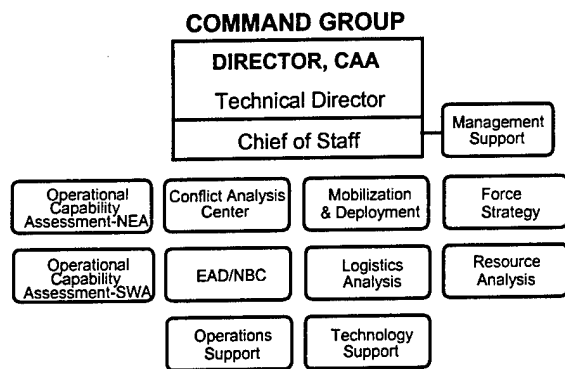 COMMAND GROUP
DIRECTOR, CAA
Technical Director
Chief of Staff
Management
Support
Operational
Capability
Assessment-NEA
Conflict Analysis
Center
Mobilization
& Deployment
Force
Strategy
Operational
Capability
Assessment-SWA
EAD/NBC
Logistics
Analysis
Resource
Analysis
Operations
Support
Technology
Support